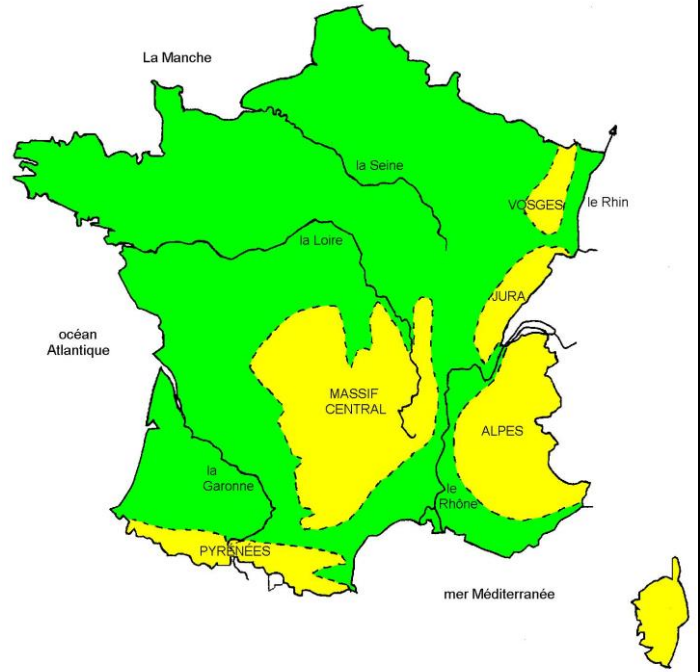 La Manche
la Seine
VOSGES
le Rhin
la Loire
JURA
océan
Atlantique
MASSIF
CENTRAL
ALPES
la
Garonne
le
Rhône
PYRENÉES
mer Méditerranée